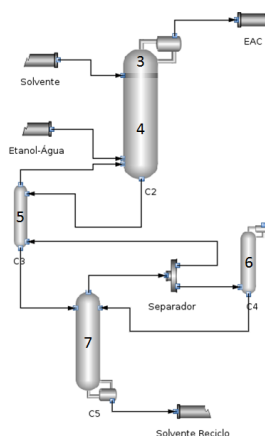 3
EAC
Solvente
4
Etanol-Água
C2
5
C3
6
Separador
C4
7
C5
Solvente Reciclo